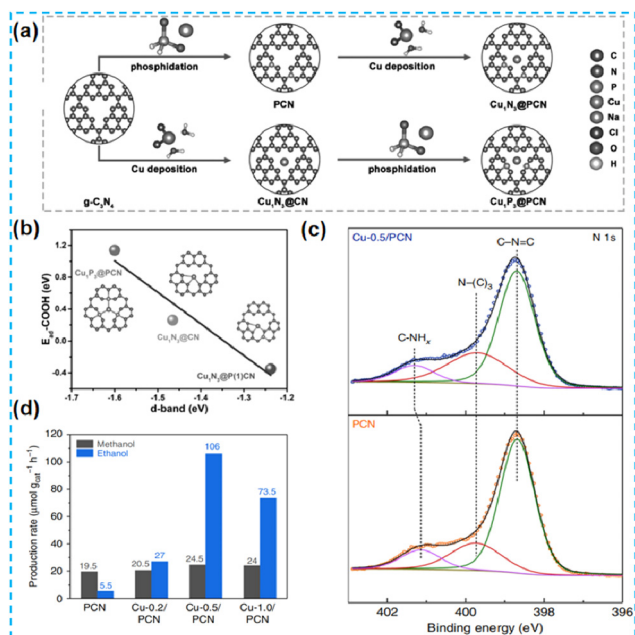 (a)
phosphidation
PCN
Cu deposition
Cu₁N₃@PCN
g-C₃N₄
Cu deposition
Cu₁N₃@CN
phosphidation
Cu₁P₃@PCN
C
N
P
Cu
Na
Cl
O
H
(b)
E_ad-COOH (eV)
1.2
0.8
0.4
0.0
-0.4
Cu₁P₃@PCN
Cu₁N₃@CN
Cu₁N₃@P(1)CN
-1.6
-1.5
-1.4
-1.3
-1.2
d-band (eV)
(c)
Cu-0.5/PCN
N 1s
C–N=C
N–(C)₃
C-NHₓ
PCN
402
400
398
396
Binding energy (eV)
(d)
Production rate (μmol g_cat⁻¹ h⁻¹)
120
100
80
60
40
20
0
Methanol
Ethanol
19.5
5.5
20.5
27
24.5
106
24
73.5
PCN
Cu-0.2/
PCN
Cu-0.5/
PCN
Cu-1.0/
PCN